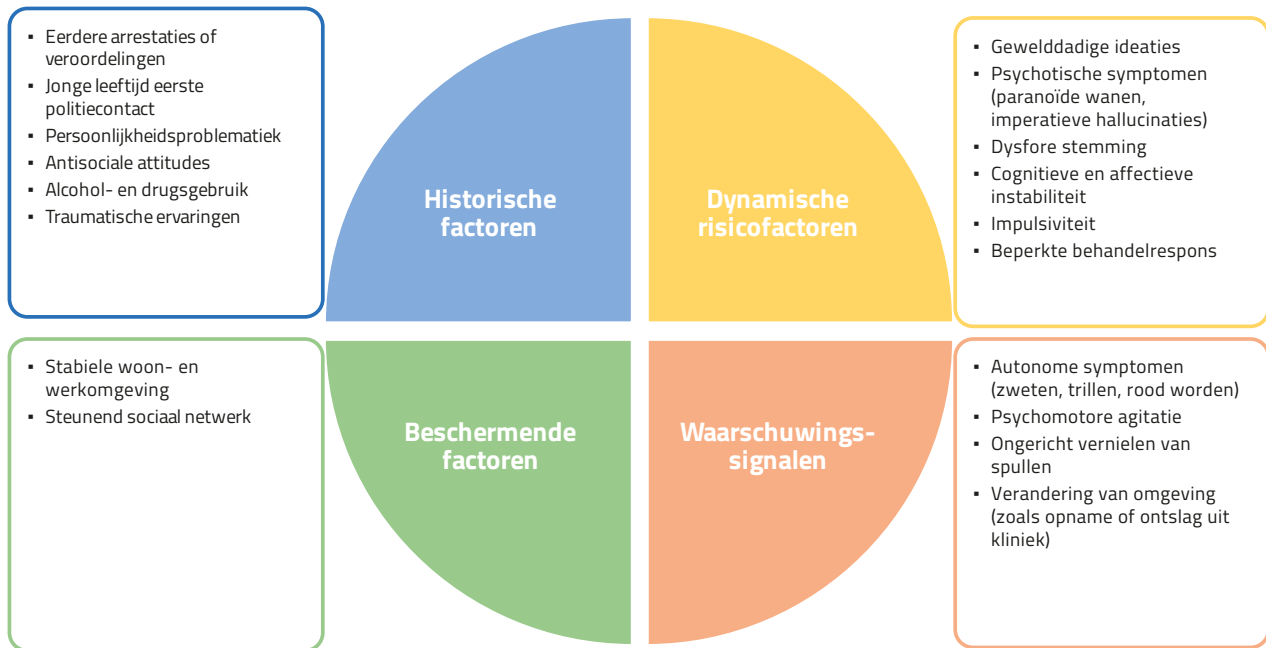 ▪ Eerdere arrestaties of
veroordelingen
▪ Jonge leeftijd eerste
politiecontact
▪ Persoonlijkheidsproblematiek
▪ Antisociale attitudes
▪ Alcohol- en drugsgebruik
▪ Traumatische ervaringen
Historische
factoren
Dynamische
risicofactoren
▪ Gewelddadige ideaties
▪ Psychotische symptomen
(paranoïde wanen,
imperatieve hallucinaties)
▪ Dysfore stemming
▪ Cognitieve en affectieve
instabiliteit
▪ Impulsiviteit
▪ Beperkte behandelrespons
▪ Stabiele woon- en
werkomgeving
▪ Steunend sociaal netwerk
Beschermende
factoren
Waarschuwings-
signalen
▪ Autonome symptomen
(zweten, trillen, rood worden)
▪ Psychomotore agitatie
▪ Ongericht vernielen van
spullen
▪ Verandering van omgeving
(zoals opname of ontslag uit
kliniek)